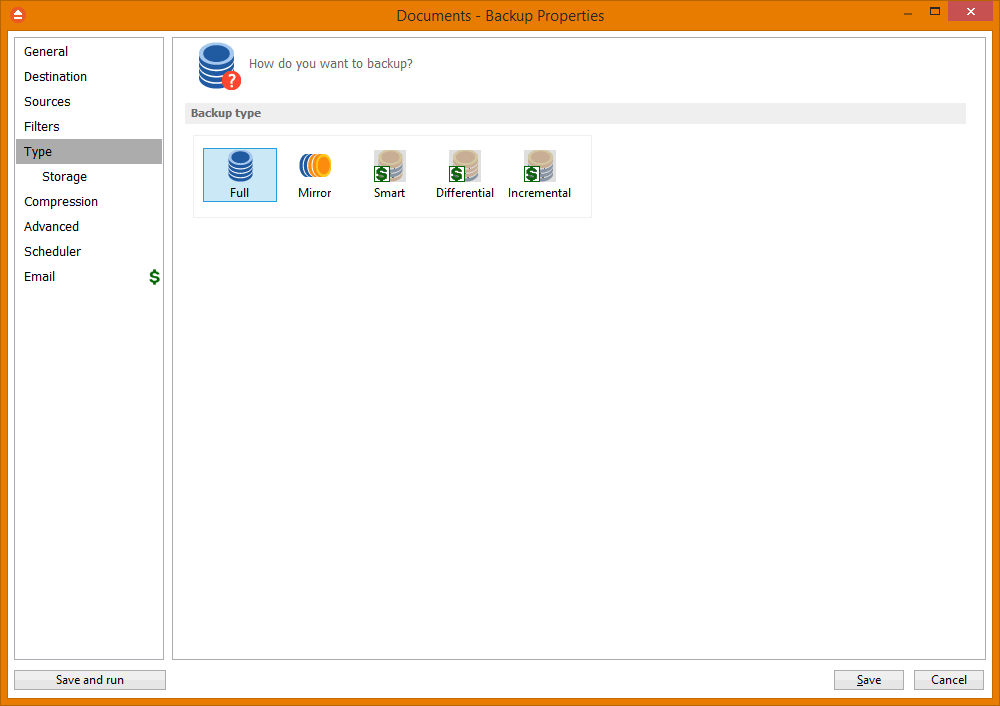 Documents - Backup Properties
General
Destination
Sources
Filters
Type
Storage
Compression
Advanced
Scheduler
Email $
How do you want to backup?
?
Backup type
Full Mirror Smart Differential Incremental
$ $ $
Save and run Save Cancel